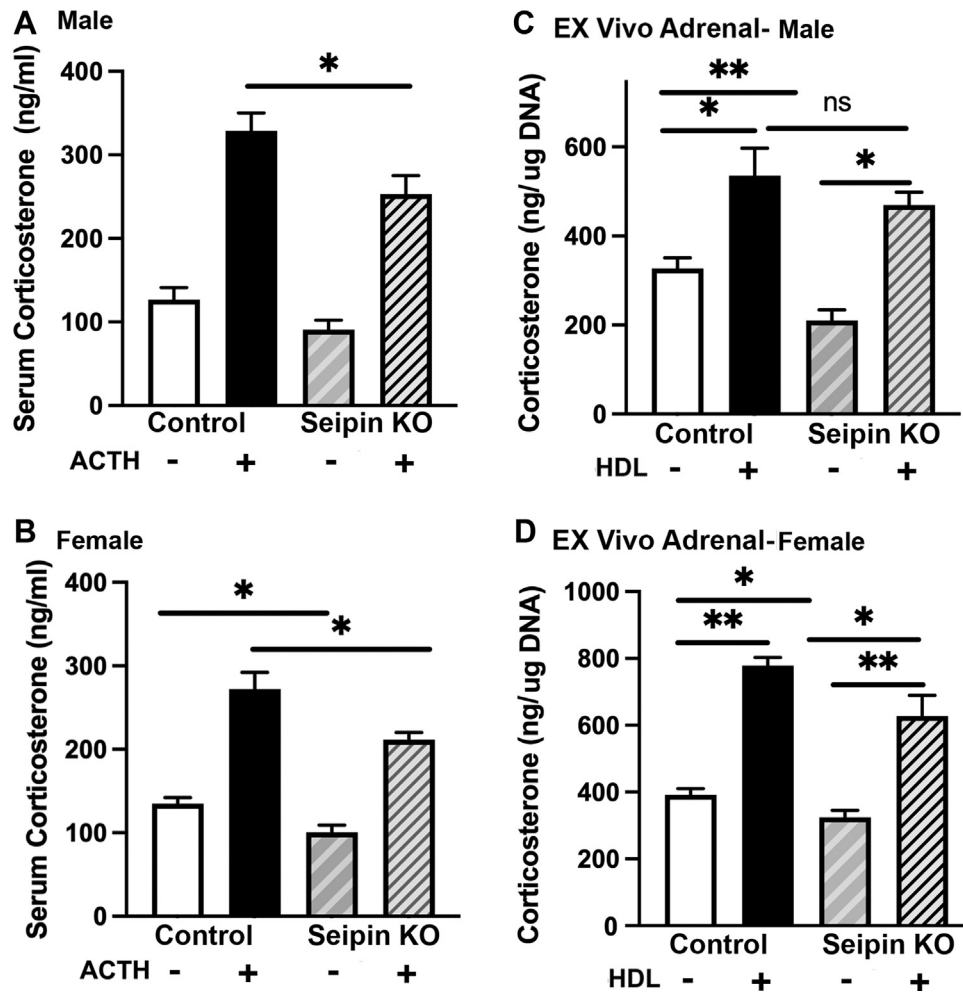 A Male
Serum Corticosterone (ng/ml)
400
300
200
100
0
*
Control Seipin KO
ACTH - + - +
B Female
Serum Corticosterone (ng/ml)
400
300
200
100
0
*
*
Control Seipin KO
ACTH - + - +
C EX Vivo Adrenal- Male
Corticosterone (ng/ug DNA)
600
400
200
0
**
*
ns
*
Control Seipin KO
HDL - + - +
D EX Vivo Adrenal-Female
Corticosterone (ng/ug DNA)
1000
800
600
400
200
0
*
**
*
**
Control Seipin KO
HDL - + - +